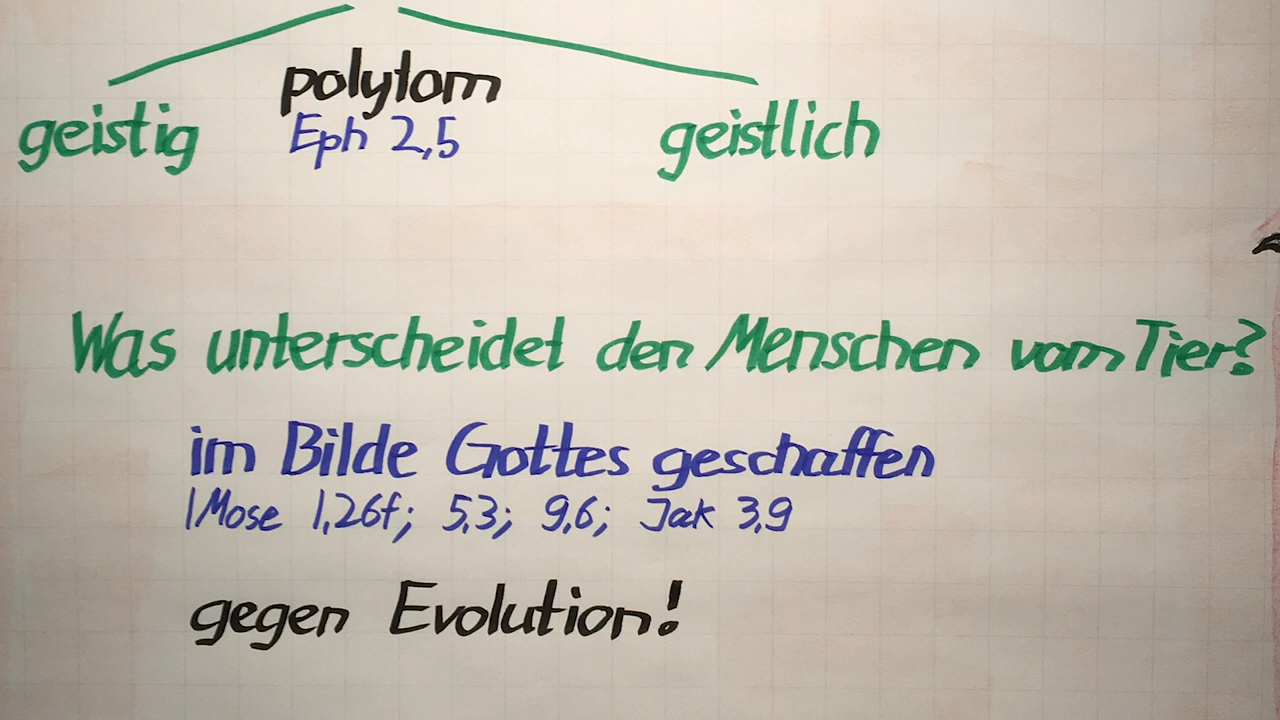 polytom
geistig Eph 2,5 geistlich
Was unterscheidet den Menschen vom Tier?
im Bilde Gottes geschaffen
1Mose 1,26f; 5,3; 9,6; Jak 3,9
gegen Evolution!